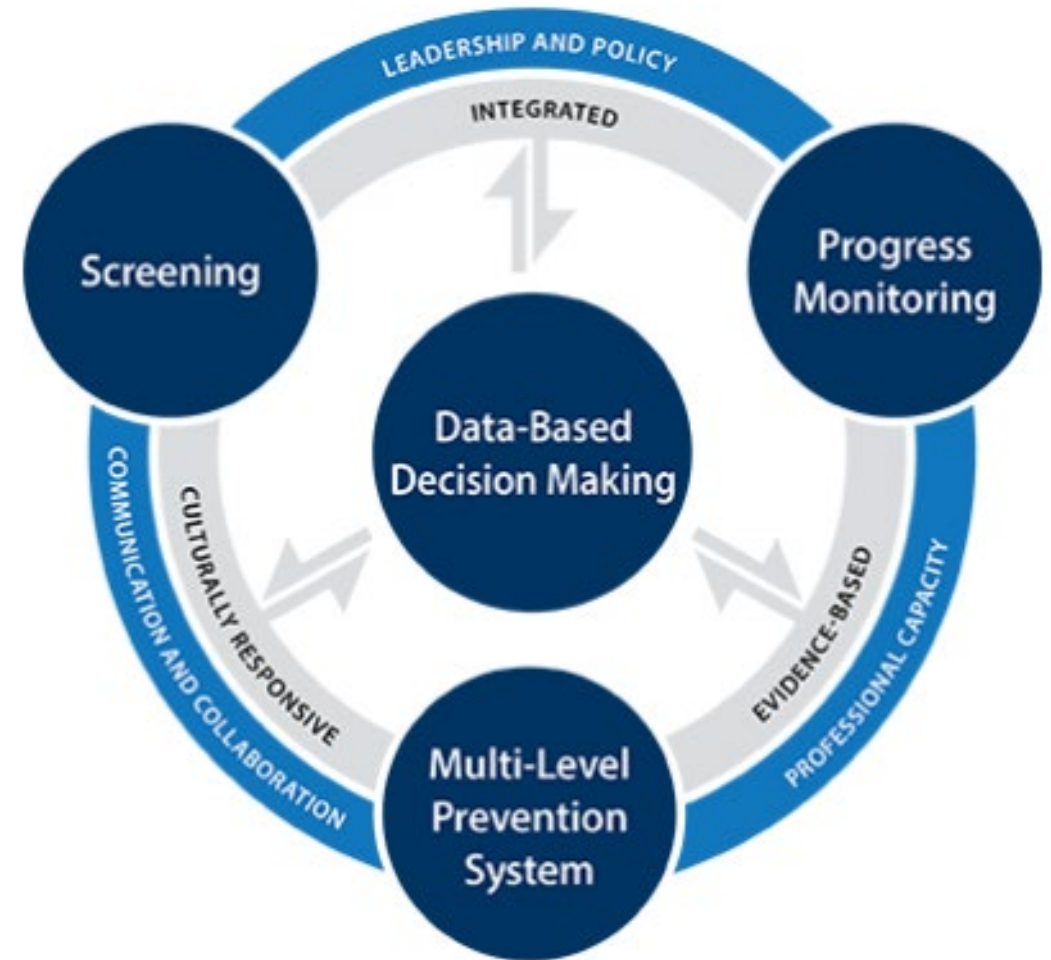 LEADERSHIP AND POLICY
INTEGRATED
Screening
Progress
Monitoring
Data-Based
Decision Making
COMMUNICATION AND COLLABORATION
CULTURALLY RESPONSIVE
EVIDENCE-BASED
PROFESSIONAL CAPACITY
Multi-Level
Prevention
System